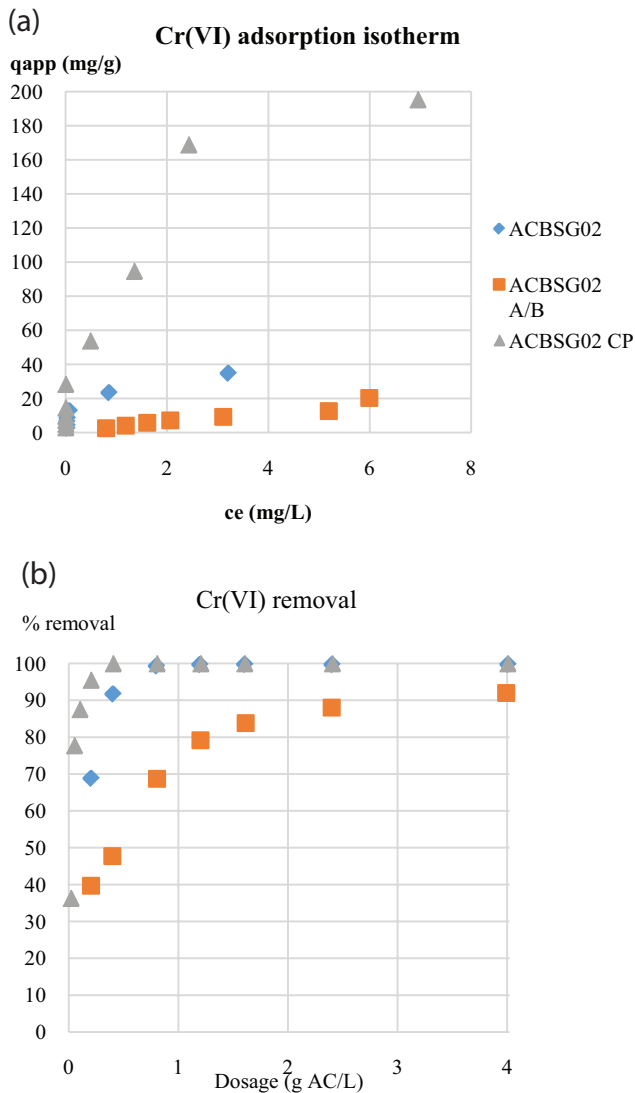 (a)
Cr(VI) adsorption isotherm
qapp (mg/g)
200
180
160
140
120
100
80
60
40
20
0
0 2 4 6 8
ce (mg/L)
ACBSG02
ACBSG02
A/B
ACBSG02 CP
(b)
Cr(VI) removal
% removal
100
90
80
70
60
50
40
30
20
10
0
0 1 2 3 4
Dosage (g AC/L)